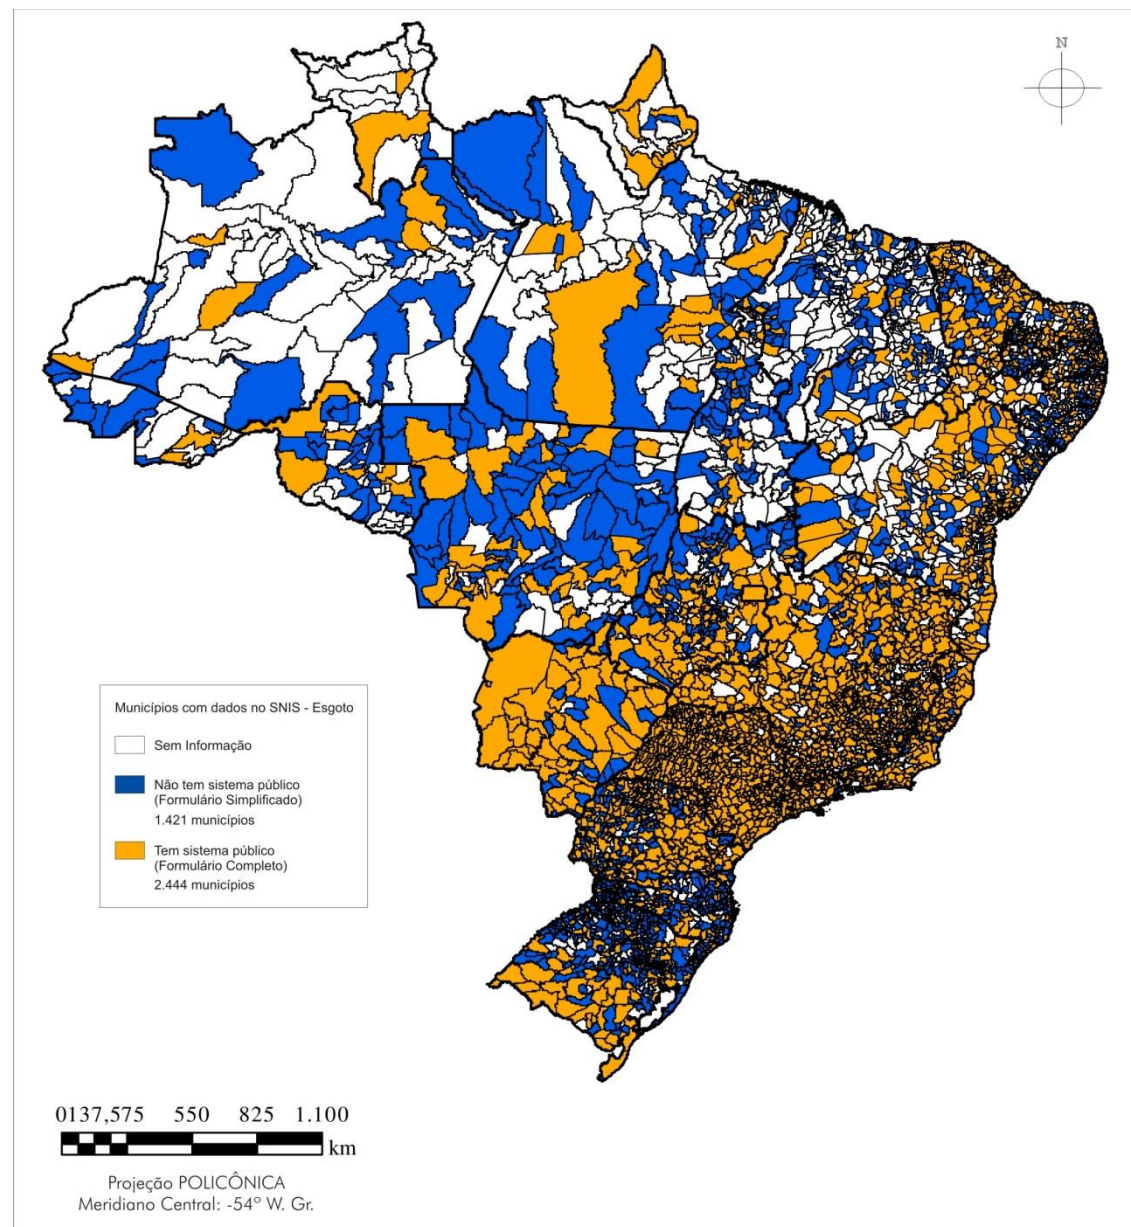 N
Municípios com dados no SNIS - Esgoto
Sem Informação
Não tem sistema público
(Formulário Simplificado)
1.421 municípios
Tem sistema público
(Formulário Completo)
2.444 municípios
0137,575 550 825 1.100
km
Projeção POLICÔNICA
Meridiano Central: -54º W. Gr.